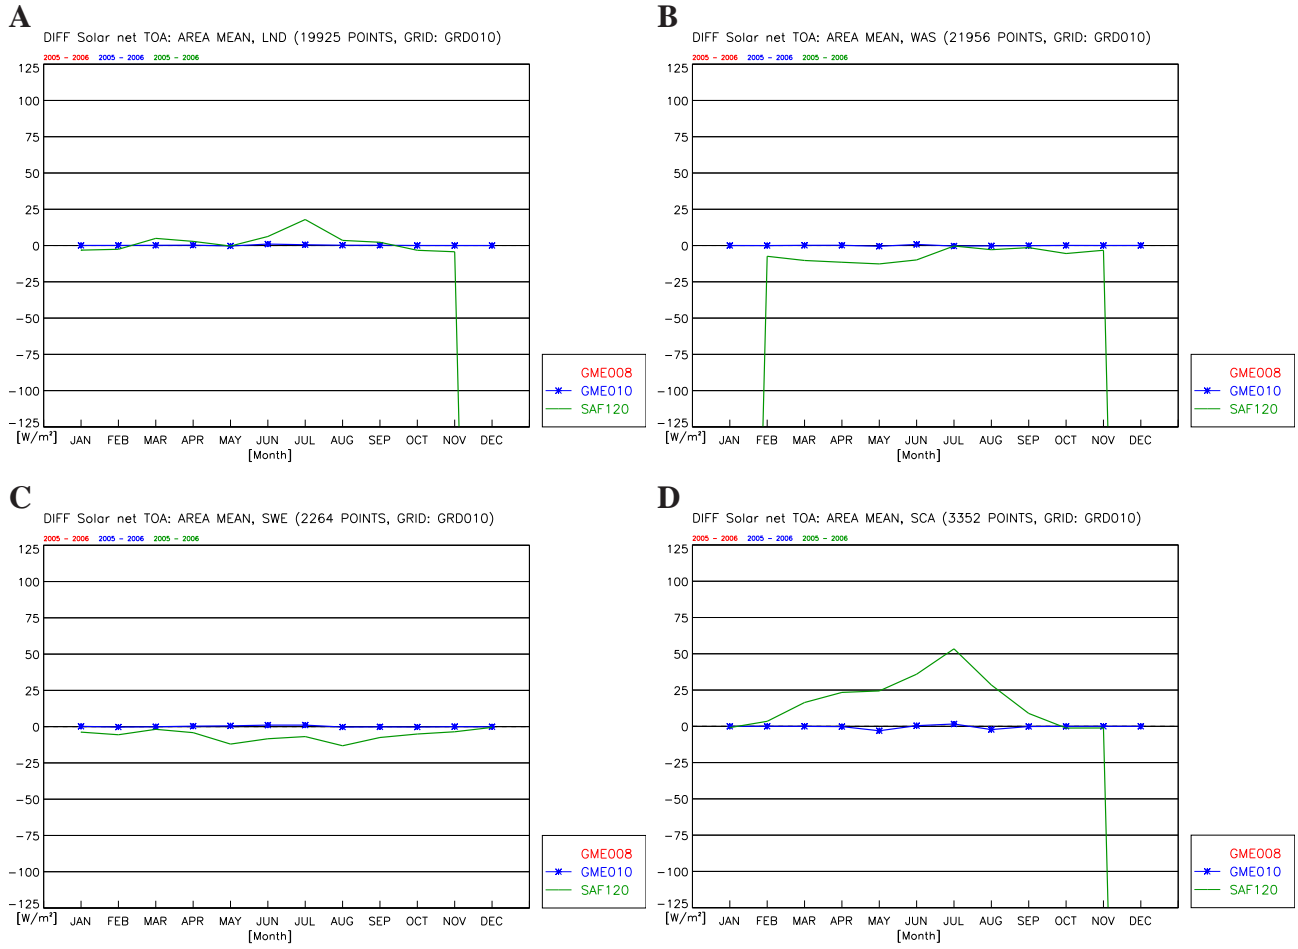 A
DIFF Solar net TOA: AREA MEAN, LND (19925 POINTS, GRID: GRD010)
2005 - 2006 2005 - 2006 2005 - 2006
125
100
75
50
25
0
-25
-50
-75
-100
-125
[W/m²]
JAN FEB MAR APR MAY JUN JUL AUG SEP OCT NOV DEC
[Month]
GME008
GME010
SAF120
B
DIFF Solar net TOA: AREA MEAN, WAS (21956 POINTS, GRID: GRD010)
2005 - 2006 2005 - 2006 2005 - 2006
125
100
75
50
25
0
-25
-50
-75
-100
-125
[W/m²]
JAN FEB MAR APR MAY JUN JUL AUG SEP OCT NOV DEC
[Month]
GME008
GME010
SAF120
C
DIFF Solar net TOA: AREA MEAN, SWE (2264 POINTS, GRID: GRD010)
2005 - 2006 2005 - 2006 2005 - 2006
125
100
75
50
25
0
-25
-50
-75
-100
-125
[W/m²]
JAN FEB MAR APR MAY JUN JUL AUG SEP OCT NOV DEC
[Month]
GME008
GME010
SAF120
D
DIFF Solar net TOA: AREA MEAN, SCA (3352 POINTS, GRID: GRD010)
2005 - 2006 2005 - 2006 2005 - 2006
125
100
75
50
25
0
-25
-50
-75
-100
-125
[W/m²]
JAN FEB MAR APR MAY JUN JUL AUG SEP OCT NOV DEC
[Month]
GME008
GME010
SAF120